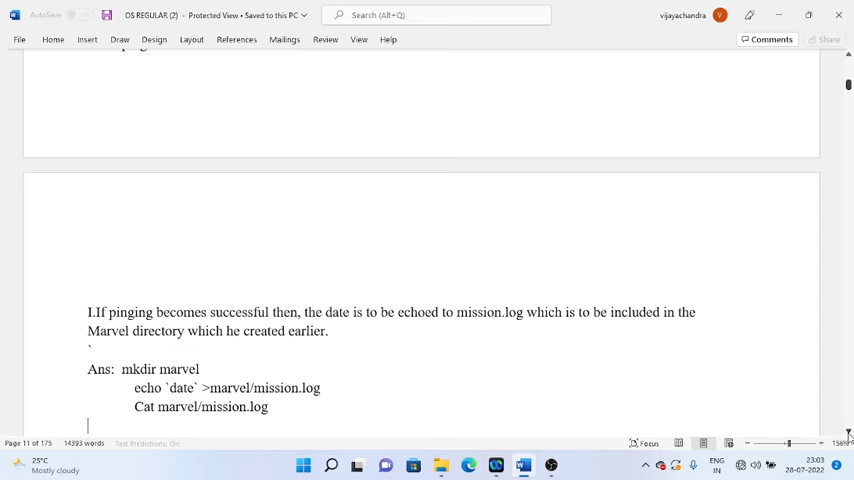 AutoSave
OS REGULAR (2) - Protected View • Saved to this PC
Search (Alt+Q)
vijayachandra
V
File Home Insert Draw Design Layout References Mailings Review View Help
Comments
Share
I.If pinging becomes successful then, the date is to be echoed to mission.log which is to be included in the
Marvel directory which he created earlier.
`
Ans: mkdir marvel
echo `date` >marvel/mission.log
Cat marvel/mission.log
Page 11 of 175 14393 words Text Predictions: On
Focus
156%
25°C
Mostly cloudy
ENG
IN
23:03
28-07-2022
2